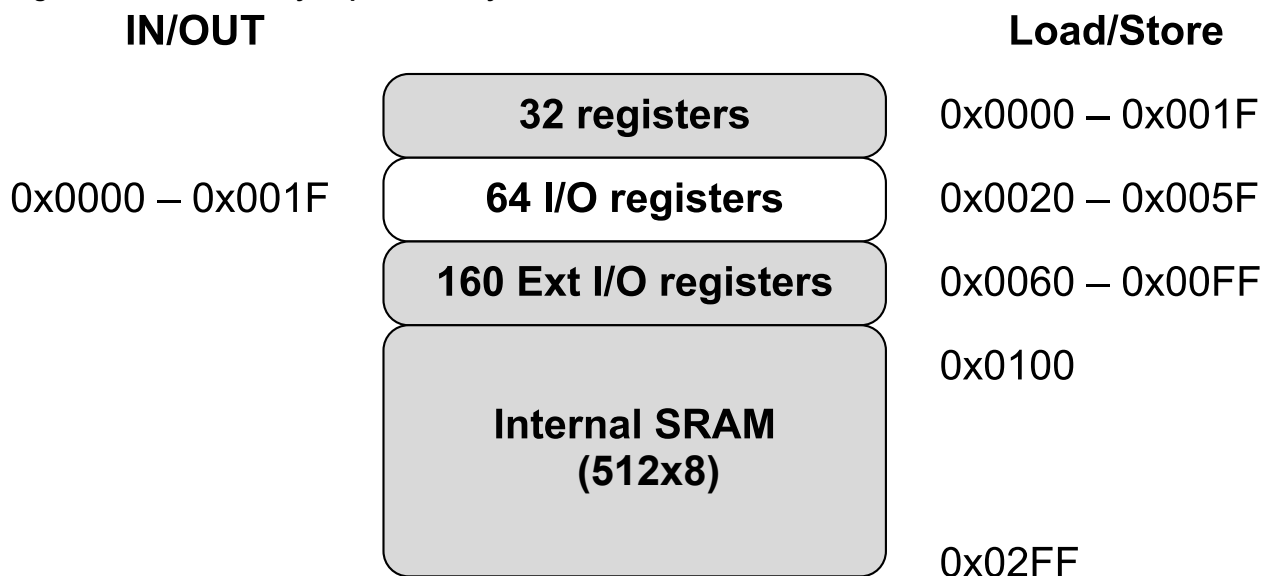 IN/OUT
Load/Store
32 registers
0x0000 – 0x001F
0x0000 – 0x001F
64 I/O registers
0x0020 – 0x005F
160 Ext I/O registers
0x0060 – 0x00FF
0x0100
Internal SRAM
(512x8)
0x02FF